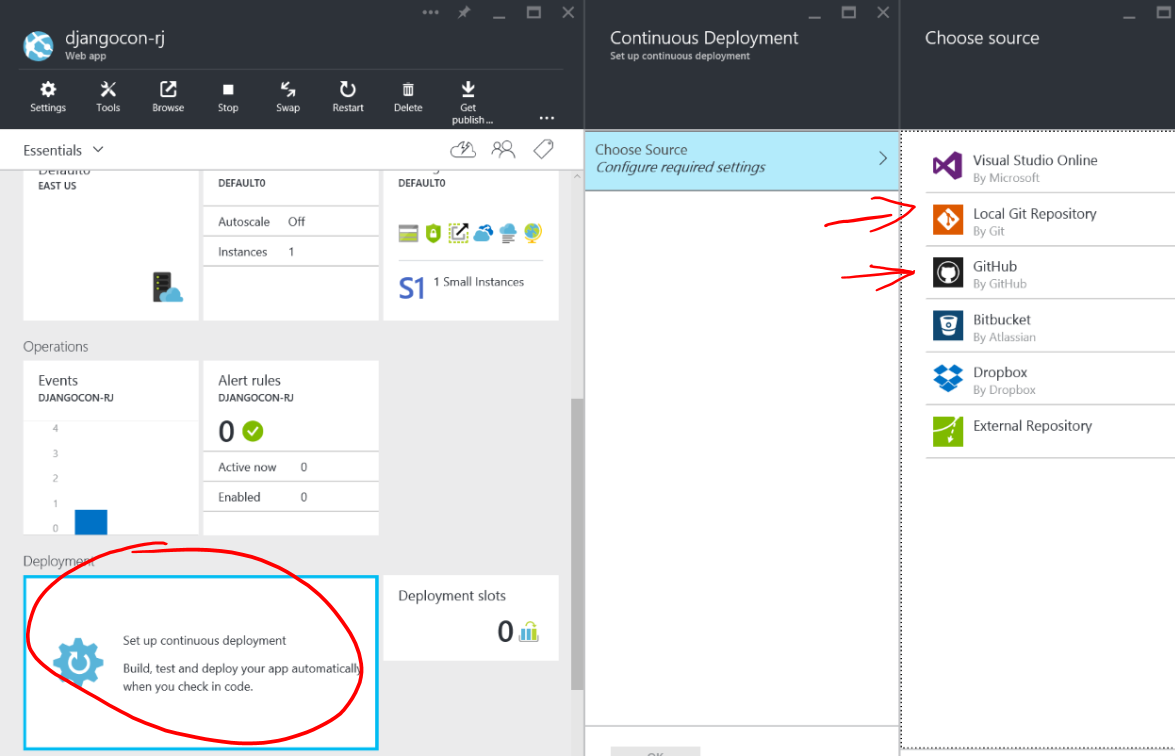 djangocon-rj
Web app
Settings
Tools
Browse
Stop
Swap
Restart
Delete
Get
publish ...
Essentials
EAST US
DEFAULT0
Autoscale Off
Instances 1
DEFAULT0
S1 1 Small Instances
Operations
Events
DJANGOCON-RJ
4
3
2
1
0
Alert rules
DJANGOCON-RJ
0
Active now 0
Enabled 0
Deployment
Set up continuous deployment
Build, test and deploy your app automatically
when you check in code.
Deployment slots
0
Continuous Deployment
Set up continuous deployment
Choose Source
Configure required settings
OK
Choose source
Visual Studio Online
By Microsoft
Local Git Repository
By Git
GitHub
By GitHub
Bitbucket
By Atlassian
Dropbox
By Dropbox
External Repository